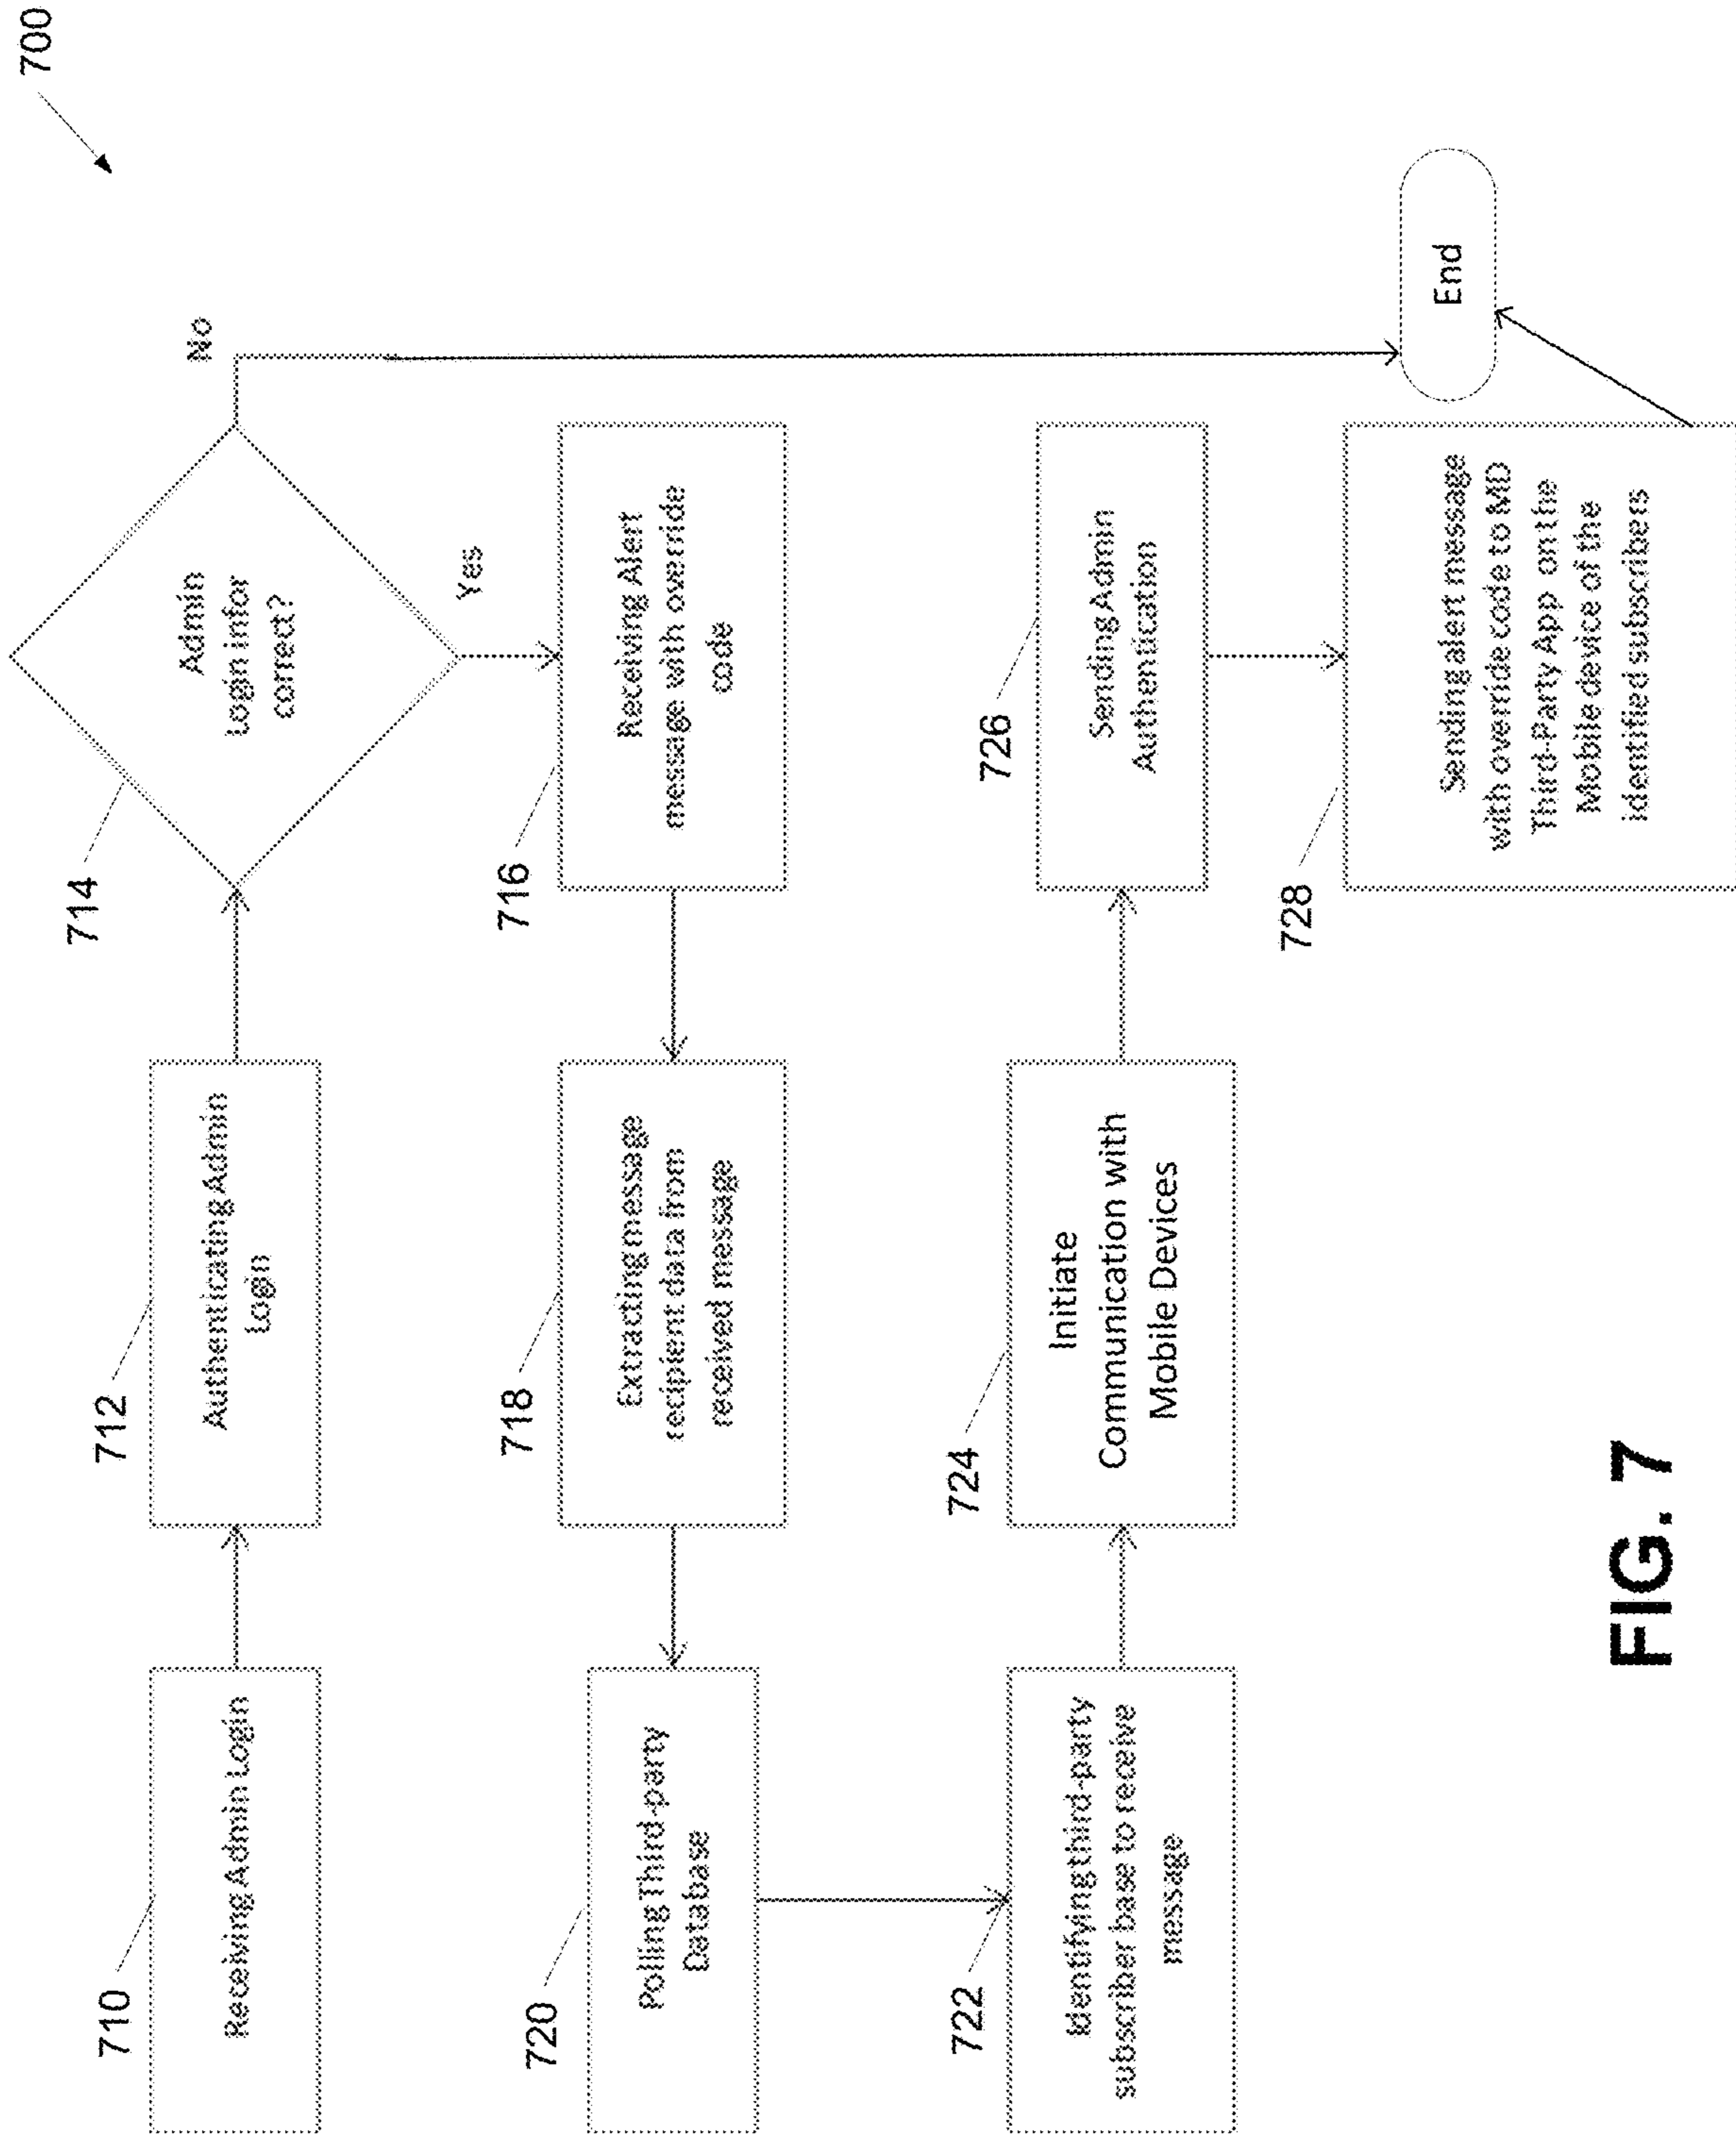 700
710
Receiving Admin Login
712
Authenticating Admin
Login
714
Admin
Login infor
correct?
No
Yes
716
Receiving Alert
message with override
code
718
Extracting message
recipient data from
received message
720
Polling Third-party
Database
722
Identifying third-party
subscriber base to receive
message
724
Initiate
Communication with
Mobile Devices
726
Sending Admin
Authentication
728
Sending alert message
with override code to MD
Third-Party App on the
Mobile device of the
identified subscribers
End
FIG. 7